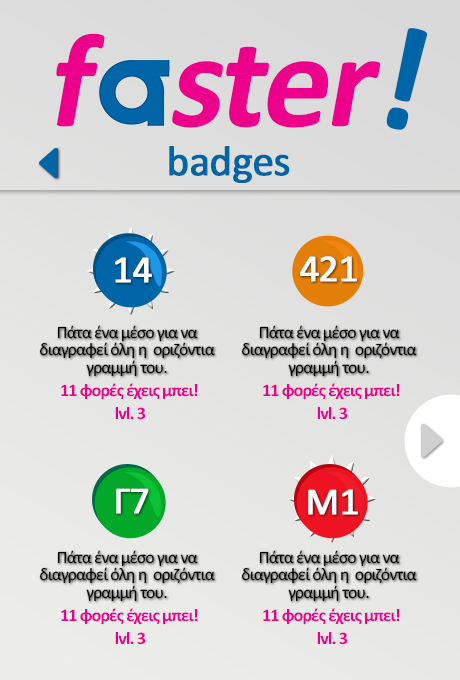 faster!
badges
14
421
Πάτα ένα μέσο για να
διαγραφεί όλη η οριζόντια
γραμμή του.
11 φορές έχεις μπει!
lvl. 3
Πάτα ένα μέσο για να
διαγραφεί όλη η οριζόντια
γραμμή του.
11 φορές έχεις μπει!
lvl. 3
Γ7
Μ1
Πάτα ένα μέσο για να
διαγραφεί όλη η οριζόντια
γραμμή του.
11 φορές έχεις μπει!
lvl. 3
Πάτα ένα μέσο για να
διαγραφεί όλη η οριζόντια
γραμμή του.
11 φορές έχεις μπει!
lvl. 3